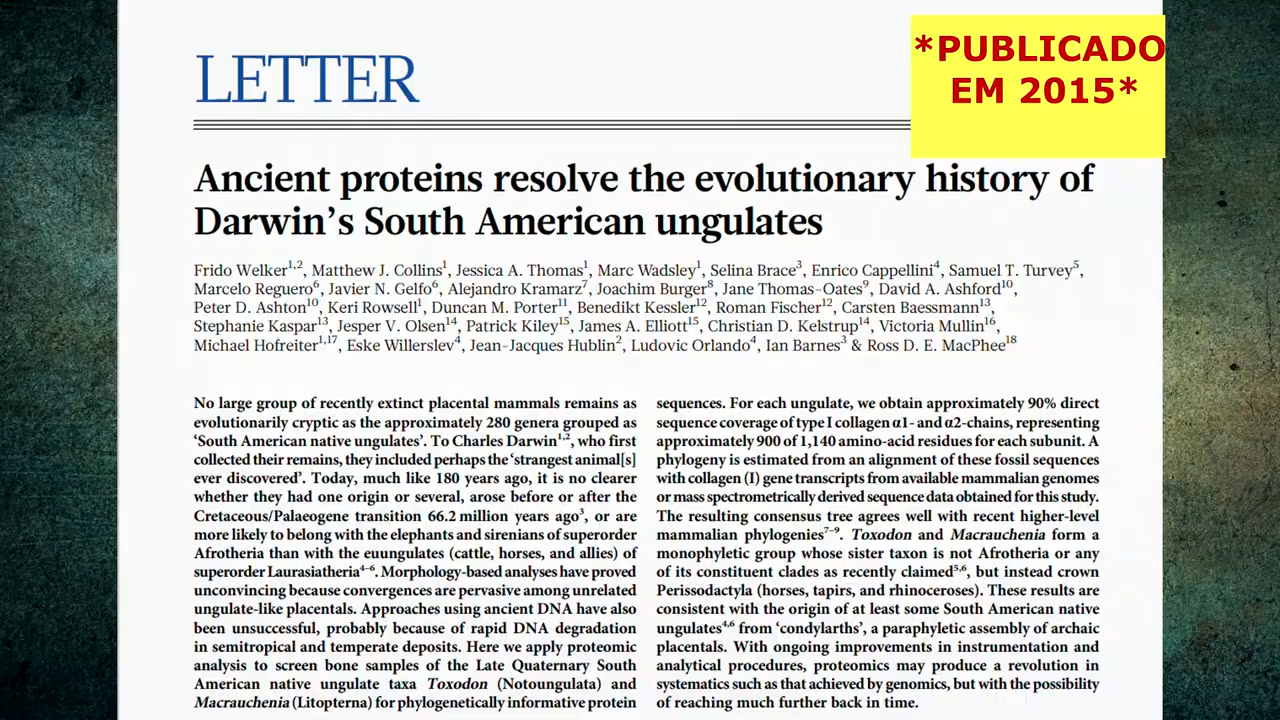 *PUBLICADO
EM 2015*
LETTER
Ancient proteins resolve the evolutionary history of
Darwin’s South American ungulates
Frido Welker1,2, Matthew J. Collins1, Jessica A. Thomas1, Marc Wadsley1, Selina Brace3, Enrico Cappellini4, Samuel T. Turvey5,
Marcelo Reguero6, Javier N. Gelfo6, Alejandro Kramarz7, Joachim Burger8, Jane Thomas-Oates9, David A. Ashford10,
Peter D. Ashton10, Keri Rowsell1, Duncan M. Porter11, Benedikt Kessler12, Roman Fischer12, Carsten Baessmann13,
Stephanie Kaspar13, Jesper V. Olsen14, Patrick Kiley15, James A. Elliott15, Christian D. Kelstrup14, Victoria Mullin16,
Michael Hofreiter1,17, Eske Willerslev4, Jean-Jacques Hublin2, Ludovic Orlando4, Ian Barnes3 & Ross D. E. MacPhee18
No large group of recently extinct placental mammals remains as
evolutionarily cryptic as the approximately 280 genera grouped as
‘South American native ungulates’. To Charles Darwin1,2, who first
collected their remains, they included perhaps the ‘strangest animal[s]
ever discovered’. Today, much like 180 years ago, it is no clearer
whether they had one origin or several, arose before or after the
Cretaceous/Palaeogene transition 66.2 million years ago3, or are
more likely to belong with the elephants and sirenians of superorder
Afrotheria than with the euungulates (cattle, horses, and allies) of
superorder Laurasiatheria4–6. Morphology-based analyses have proved
unconvincing because convergences are pervasive among unrelated
ungulate-like placentals. Approaches using ancient DNA have also
been unsuccessful, probably because of rapid DNA degradation
in semitropical and temperate deposits. Here we apply proteomic
analysis to screen bone samples of the Late Quaternary South
American native ungulate taxa Toxodon (Notoungulata) and
Macrauchenia (Litopterna) for phylogenetically informative protein
sequences. For each ungulate, we obtain approximately 90% direct
sequence coverage of type I collagen α1- and α2-chains, representing
approximately 900 of 1,140 amino-acid residues for each subunit. A
phylogeny is estimated from an alignment of these fossil sequences
with collagen (I) gene transcripts from available mammalian genomes
or mass spectrometrically derived sequence data obtained for this study.
The resulting consensus tree agrees well with recent higher-level
mammalian phylogenies7–9. Toxodon and Macrauchenia form a
monophyletic group whose sister taxon is not Afrotheria or any
of its constituent clades as recently claimed5,6, but instead crown
Perissodactyla (horses, tapirs, and rhinoceroses). These results are
consistent with the origin of at least some South American native
ungulates4,6 from ‘condylarths’, a paraphyletic assembly of archaic
placentals. With ongoing improvements in instrumentation and
analytical procedures, proteomics may produce a revolution in
systematics such as that achieved by genomics, but with the possibility
of reaching much further back in time.